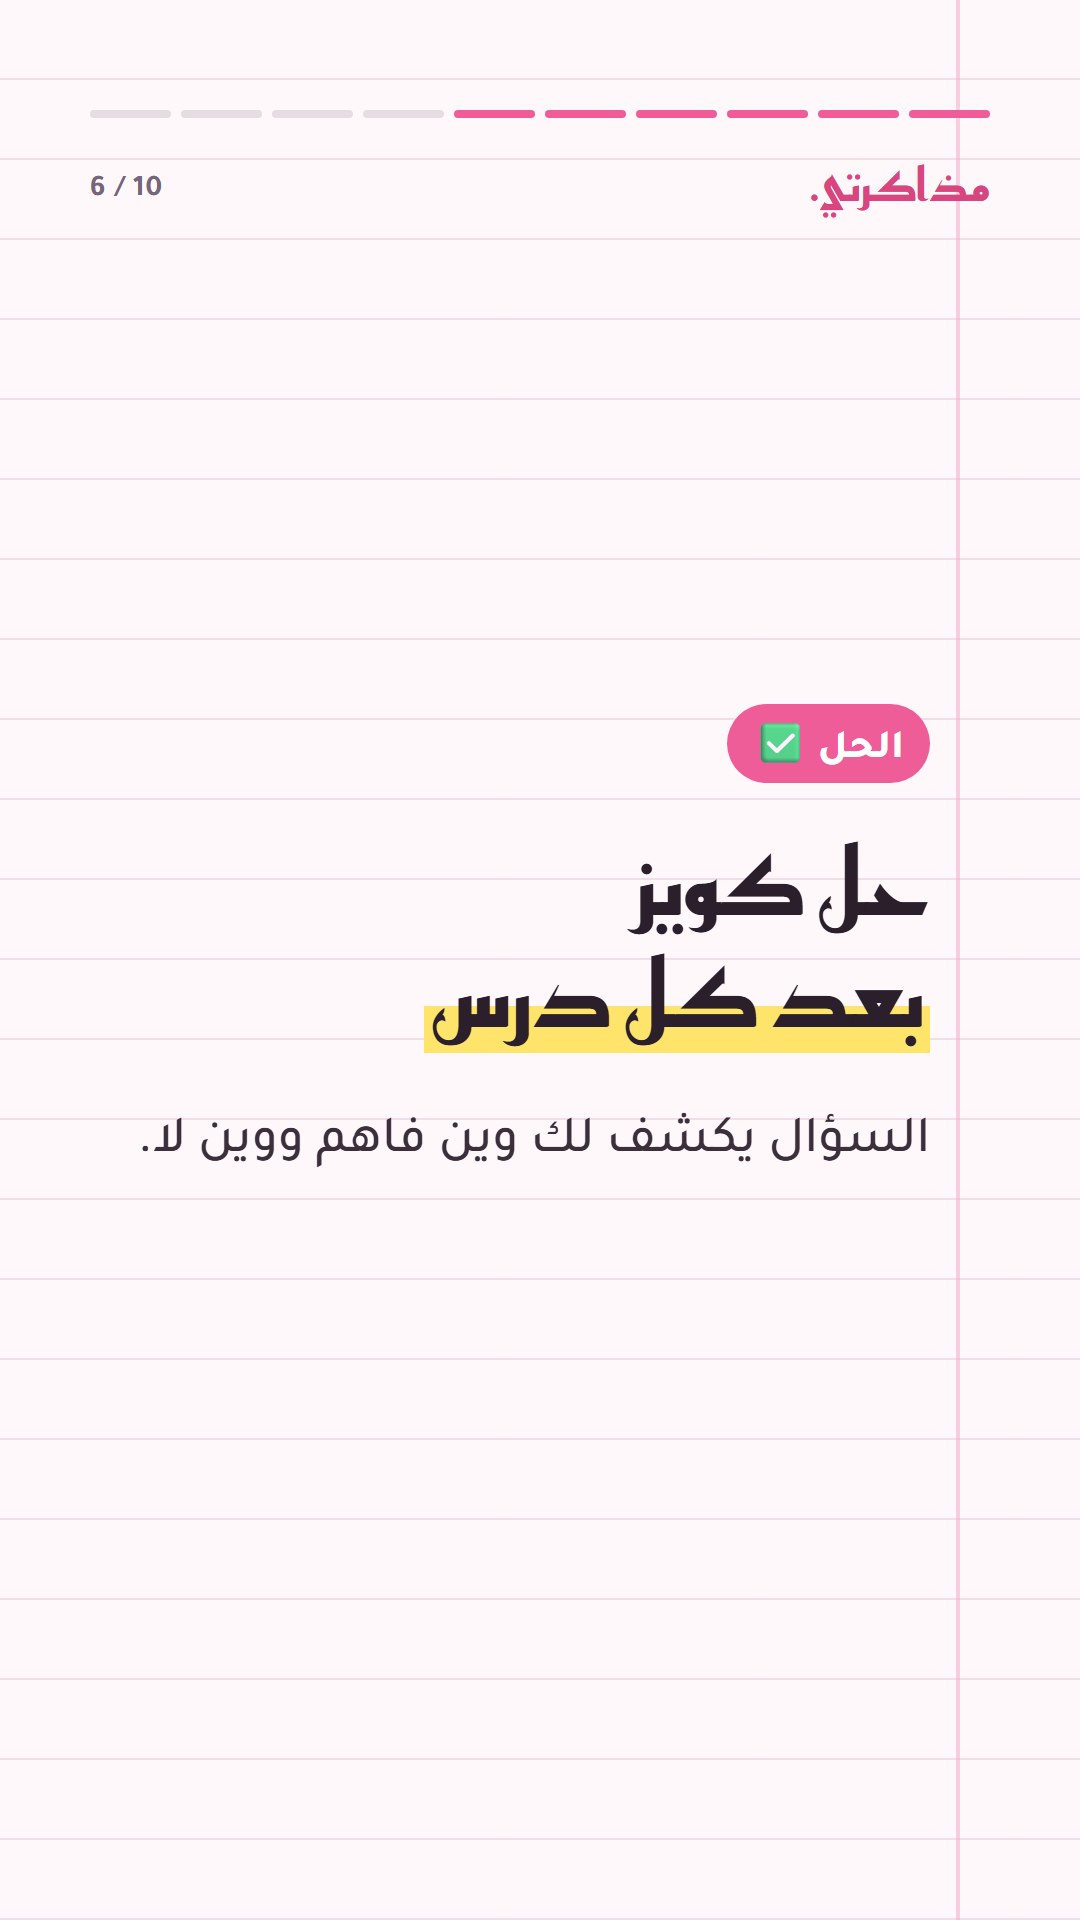 مذاكرتي.
6 / 10
الحل ✅
حل كويز
بعد كل درس
السؤال يكشف لك وين فاهم ووين لا.